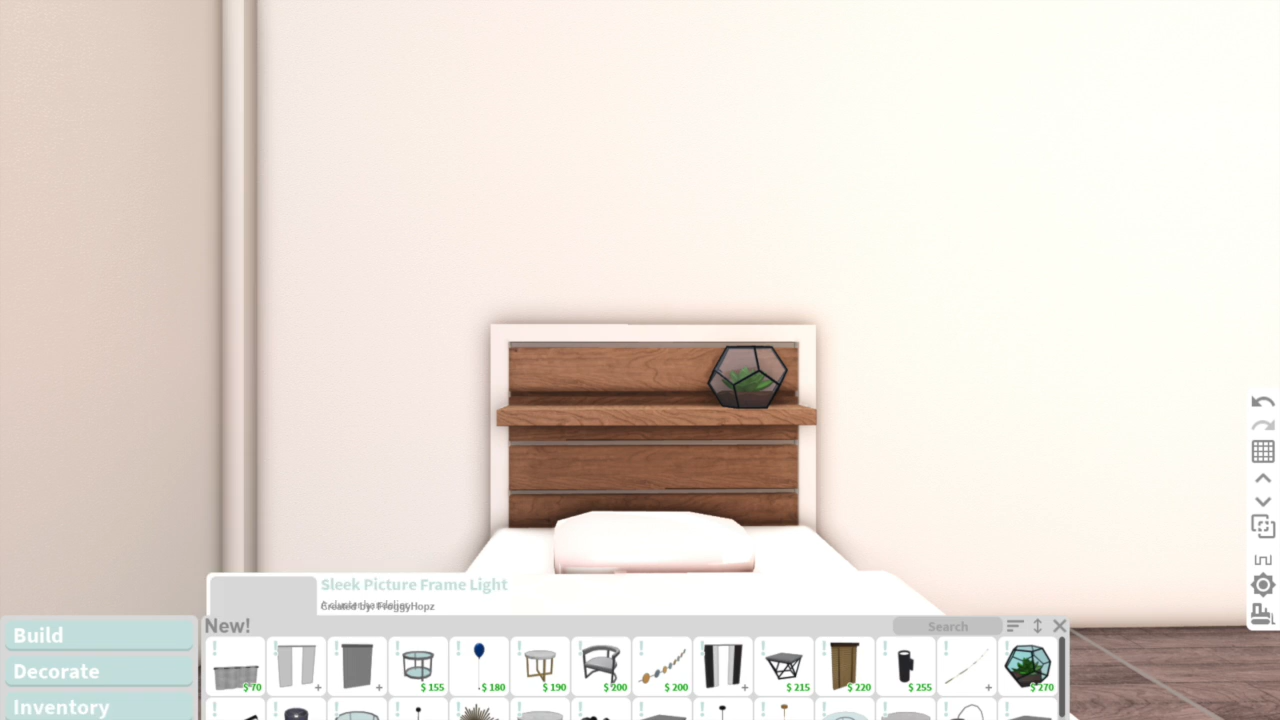 Sleek Picture Frame Light
Created by: FroggyHopz
New!
Search
Build
Decorate
Inventory
$ 70
$ 155
$ 180
$ 190
$ 200
$ 200
$ 215
$ 220
$ 255
$ 270